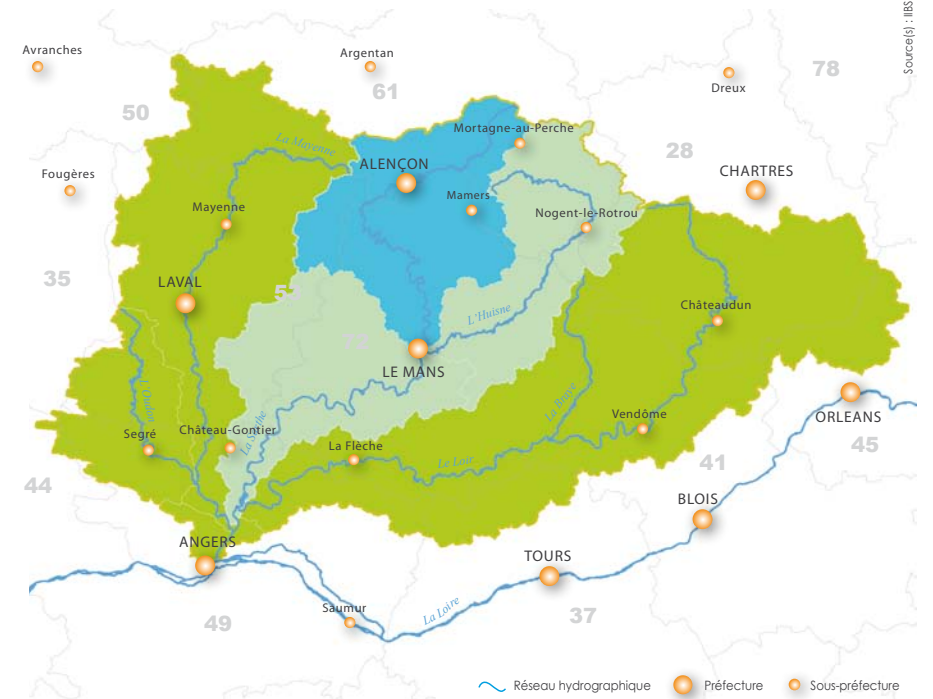 Source(s) : IIBS
Avranches
Argentan
78
61
Dreux
50
Mortagne-au-Perche
La Mayenne
28
ALENÇON
CHARTRES
Fougères
Mamers
Mayenne
Nogent-le-Rotrou
35
LAVAL
53
Châteaudun
L'Huisne
72
LE MANS
L'Oudon
La Braye
Vendôme
ORLEANS
La Sarthe
Segré
Château-Gontier
La Flèche
45
Le Loir
41
44
BLOIS
ANGERS
TOURS
Saumur
La Loire
49
37
Réseau hydrographique
Préfecture
Sous-préfecture